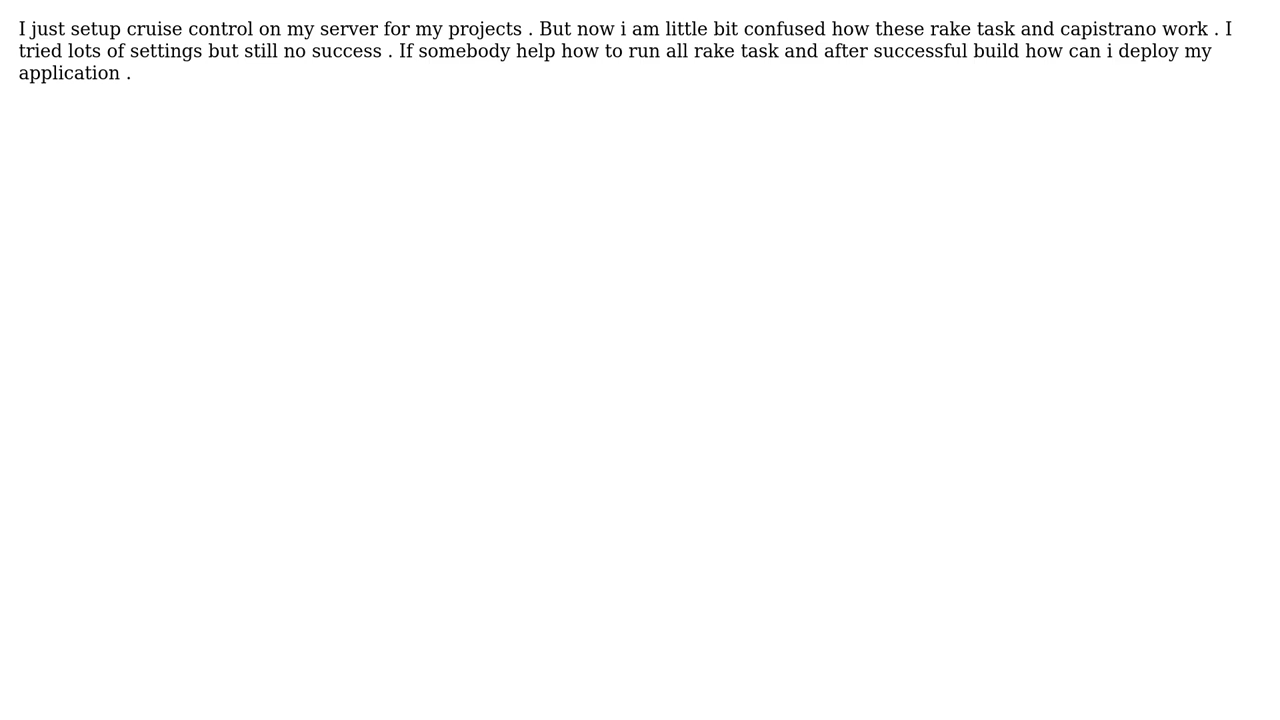 I just setup cruise control on my server for my projects . But now i am little bit confused how these rake task and capistrano work . I
tried lots of settings but still no success . If somebody help how to run all rake task and after successful build how can i deploy my
application .